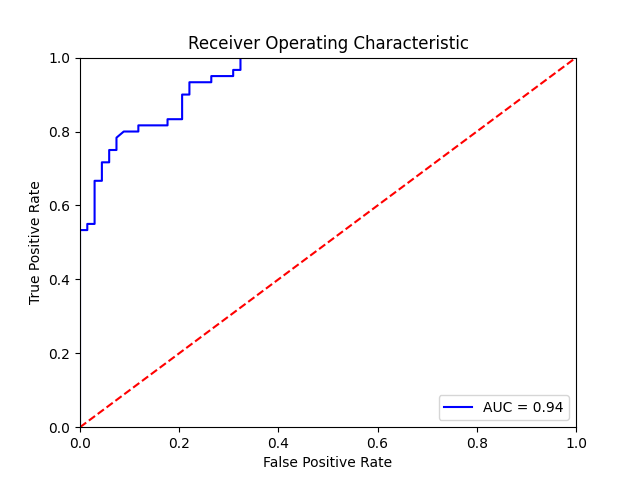 Receiver Operating Characteristic
True Positive Rate
1.0
0.8
0.6
0.4
0.2
0.0
0.0 0.2 0.4 0.6 0.8 1.0
False Positive Rate
AUC = 0.94